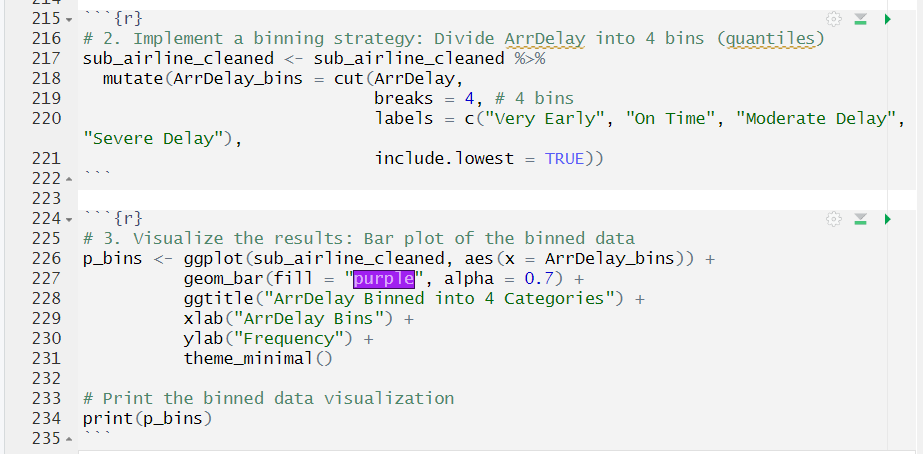 215 ```{r}
216 # 2. Implement a binning strategy: Divide ArrDelay into 4 bins (quantiles)
217 sub_airline_cleaned <- sub_airline_cleaned %>%
218   mutate(ArrDelay_bins = cut(ArrDelay,
219                              breaks = 4, # 4 bins
220                              labels = c("Very Early", "On Time", "Moderate Delay",
"Severe Delay"),
221                              include.lowest = TRUE))
222 ```
223
224 ```{r}
225 # 3. Visualize the results: Bar plot of the binned data
226 p_bins <- ggplot(sub_airline_cleaned, aes(x = ArrDelay_bins)) +
227           geom_bar(fill = "purple", alpha = 0.7) +
228           ggtitle("ArrDelay Binned into 4 Categories") +
229           xlab("ArrDelay Bins") +
230           ylab("Frequency") +
231           theme_minimal()
232
233 # Print the binned data visualization
234 print(p_bins)
235 ```